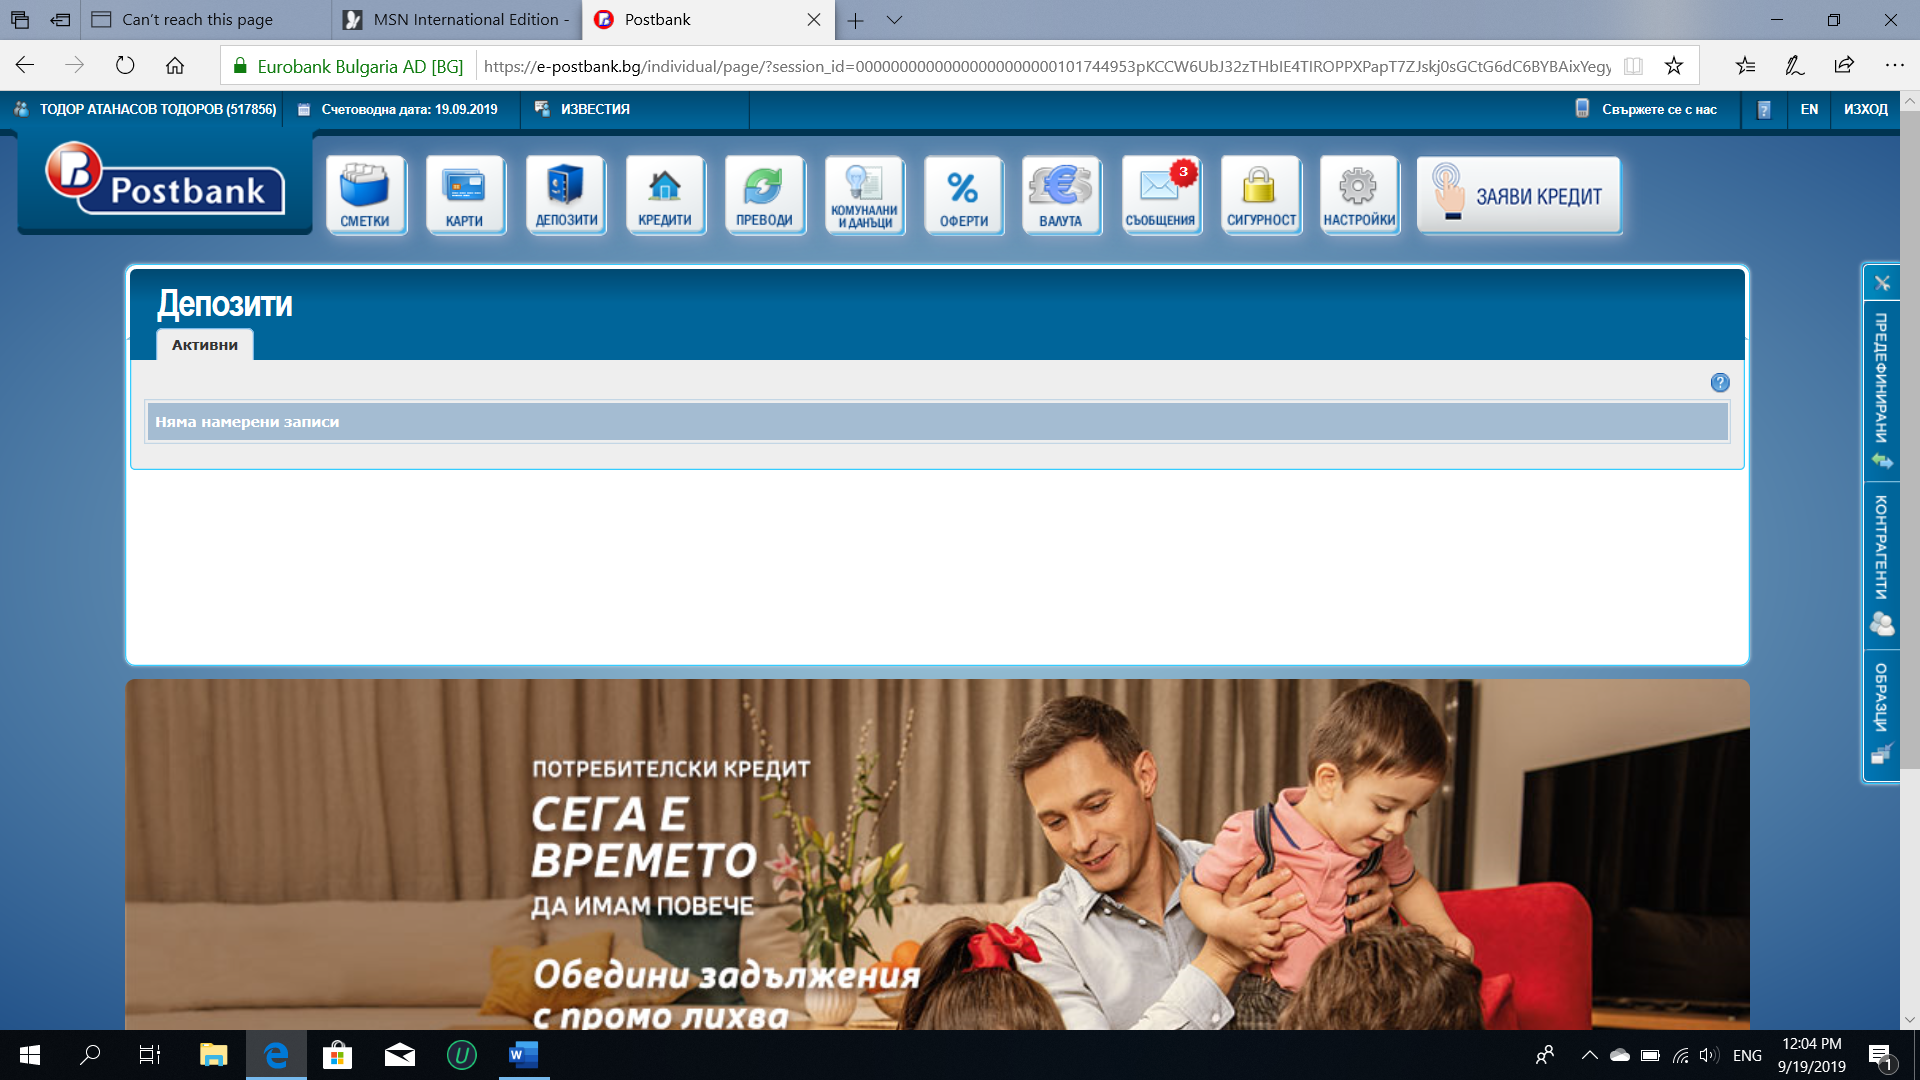 Can't reach this page
MSN International Edition -
Postbank
Eurobank Bulgaria AD [BG]
https://e-postbank.bg/individual/page/?session_id=
ТОДОР АТАНАСОВ ТОДОРОВ (517856)
Счетоводна дата: 19.09.2019
ИЗВЕСТИЯ
Свържете се с нас
EN
ИЗХОД
Postbank
СМЕТКИ
КАРТИ
ДЕПОЗИТИ
КРЕДИТИ
ПРЕВОДИ
КОМУНАЛНИ
И ДАНЪЦИ
ОФЕРТИ
ВАЛУТА
3
СЪОБЩЕНИЯ
СИГУРНОСТ
НАСТРОЙКИ
ЗАЯВИ КРЕДИТ
Депозити
Активни
Няма намерени записи
ПРЕДЕФИНИРАНИ
КОНТРАГЕНТИ
ОБРАЗЦИ
ПОТРЕБИТЕЛСКИ КРЕДИТ
СЕГА Е
ВРЕМЕТО
ДА ИМАМ ПОВЕЧЕ
Обедини задължения
с промо лихва
ENG
12:04 PM
9/19/2019
1